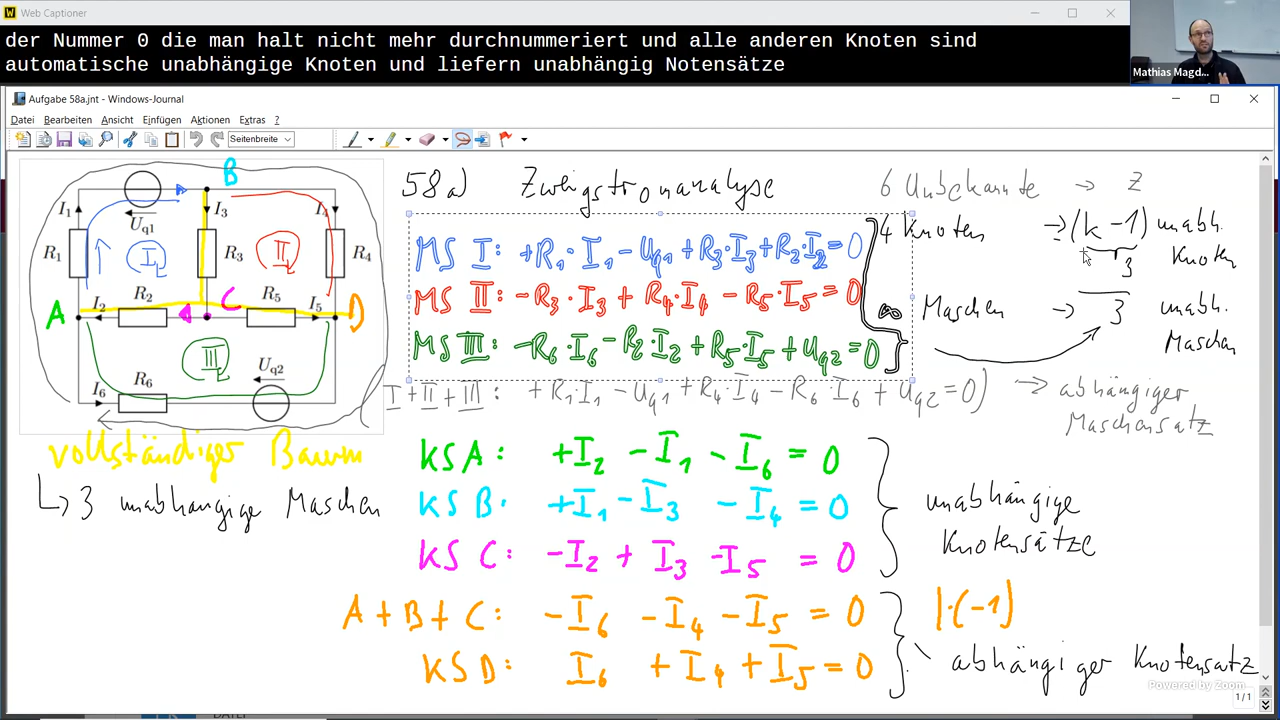 Web Captioner
der Nummer 0 die man halt nicht mehr durchnummeriert und alle anderen Knoten sind
automatische unabhängige Knoten und liefern unabhängig Notensätze
Mathias Magd...
Aufgabe 58a.jnt - Windows-Journal
Datei Bearbeiten Ansicht Einfügen Aktionen Extras ?
Seitenbreite
58a) Zweigstromanalyse
6 Unbekannte → Z
4 Knoten → (k - 1) unabh. Knoten
3
∞ Maschen → 3 unabh. Maschen
MS I: +R1·I1 - Uq1 + R3·I3 + R2·I2 = 0
MS II: -R3·I3 + R4·I4 - R5·I5 = 0
MS III: -R6·I6 - R2·I2 + R5·I5 + Uq2 = 0
I+II+III: +R1·I1 - Uq1 + R4·I4 - R6·I6 + Uq2 = 0) → abhängiger Maschensatz
B
I1 Uq1 I3 I4
R1 I R3 II R4
I2 R2 C R5 I5
A D
III
R6 Uq2
I6
vollständiger Baum
↳ 3 unabhängige Maschen
KS A: +I2 - I1 - I6 = 0
KS B: +I1 - I3 - I4 = 0
KS C: -I2 + I3 - I5 = 0
unabhängige
Knotensätze
A + B + C: -I6 - I4 - I5 = 0 |·(-1)
KS D: I6 + I4 + I5 = 0
abhängiger Knotensatz
Powered by Zoom
1/1